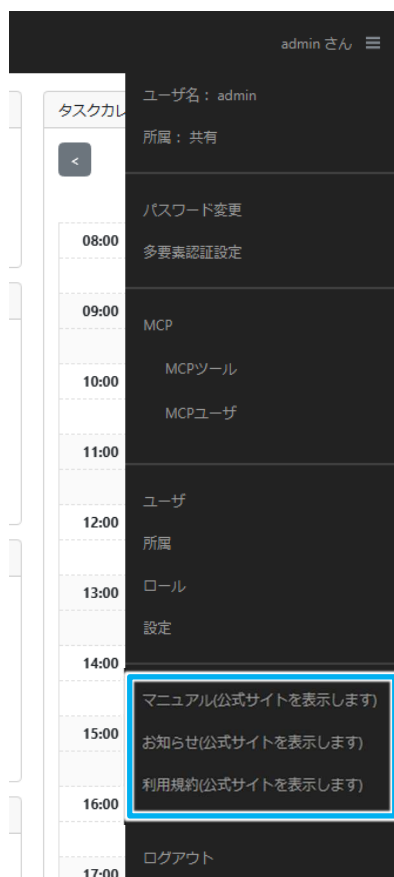 admin さん
ユーザ名： admin
タスクカレ
所属： 共有
<
パスワード変更
08:00
多要素認証設定
09:00
MCP
MCPツール
10:00
MCPユーザ
11:00
ユーザ
12:00
所属
13:00
ロール
設定
14:00
マニュアル(公式サイトを表示します)
15:00
お知らせ(公式サイトを表示します)
利用規約(公式サイトを表示します)
16:00
ログアウト
17:00